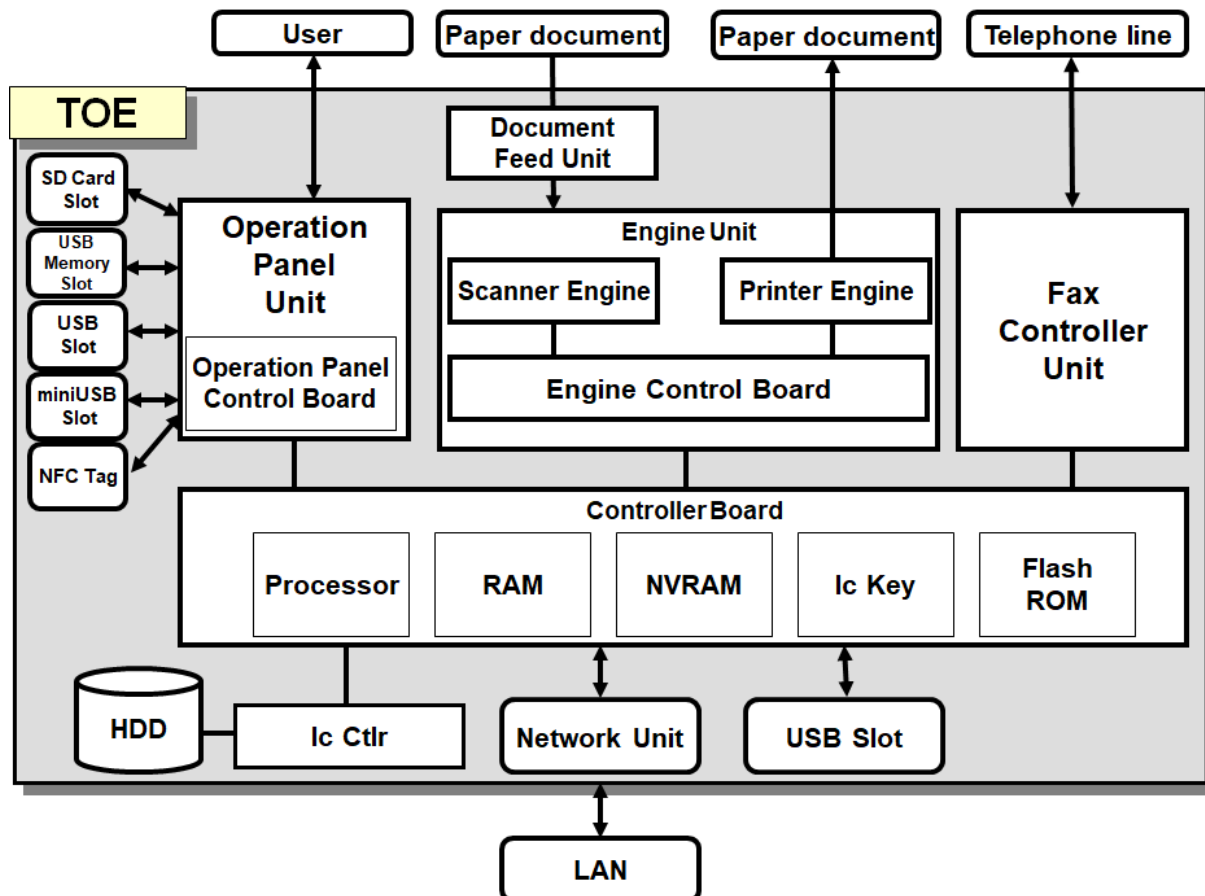 User
Paper document
Paper document
Telephone line
TOE
Document
Feed Unit
SD Card
Slot
USB
Memory
Slot
USB
Slot
miniUSB
Slot
NFC Tag
Operation
Panel
Unit
Operation Panel
Control Board
Engine Unit
Scanner Engine
Printer Engine
Engine Control Board
Fax
Controller
Unit
Controller Board
Processor
RAM
NVRAM
Ic Key
Flash
ROM
HDD
Ic Ctlr
Network Unit
USB Slot
LAN